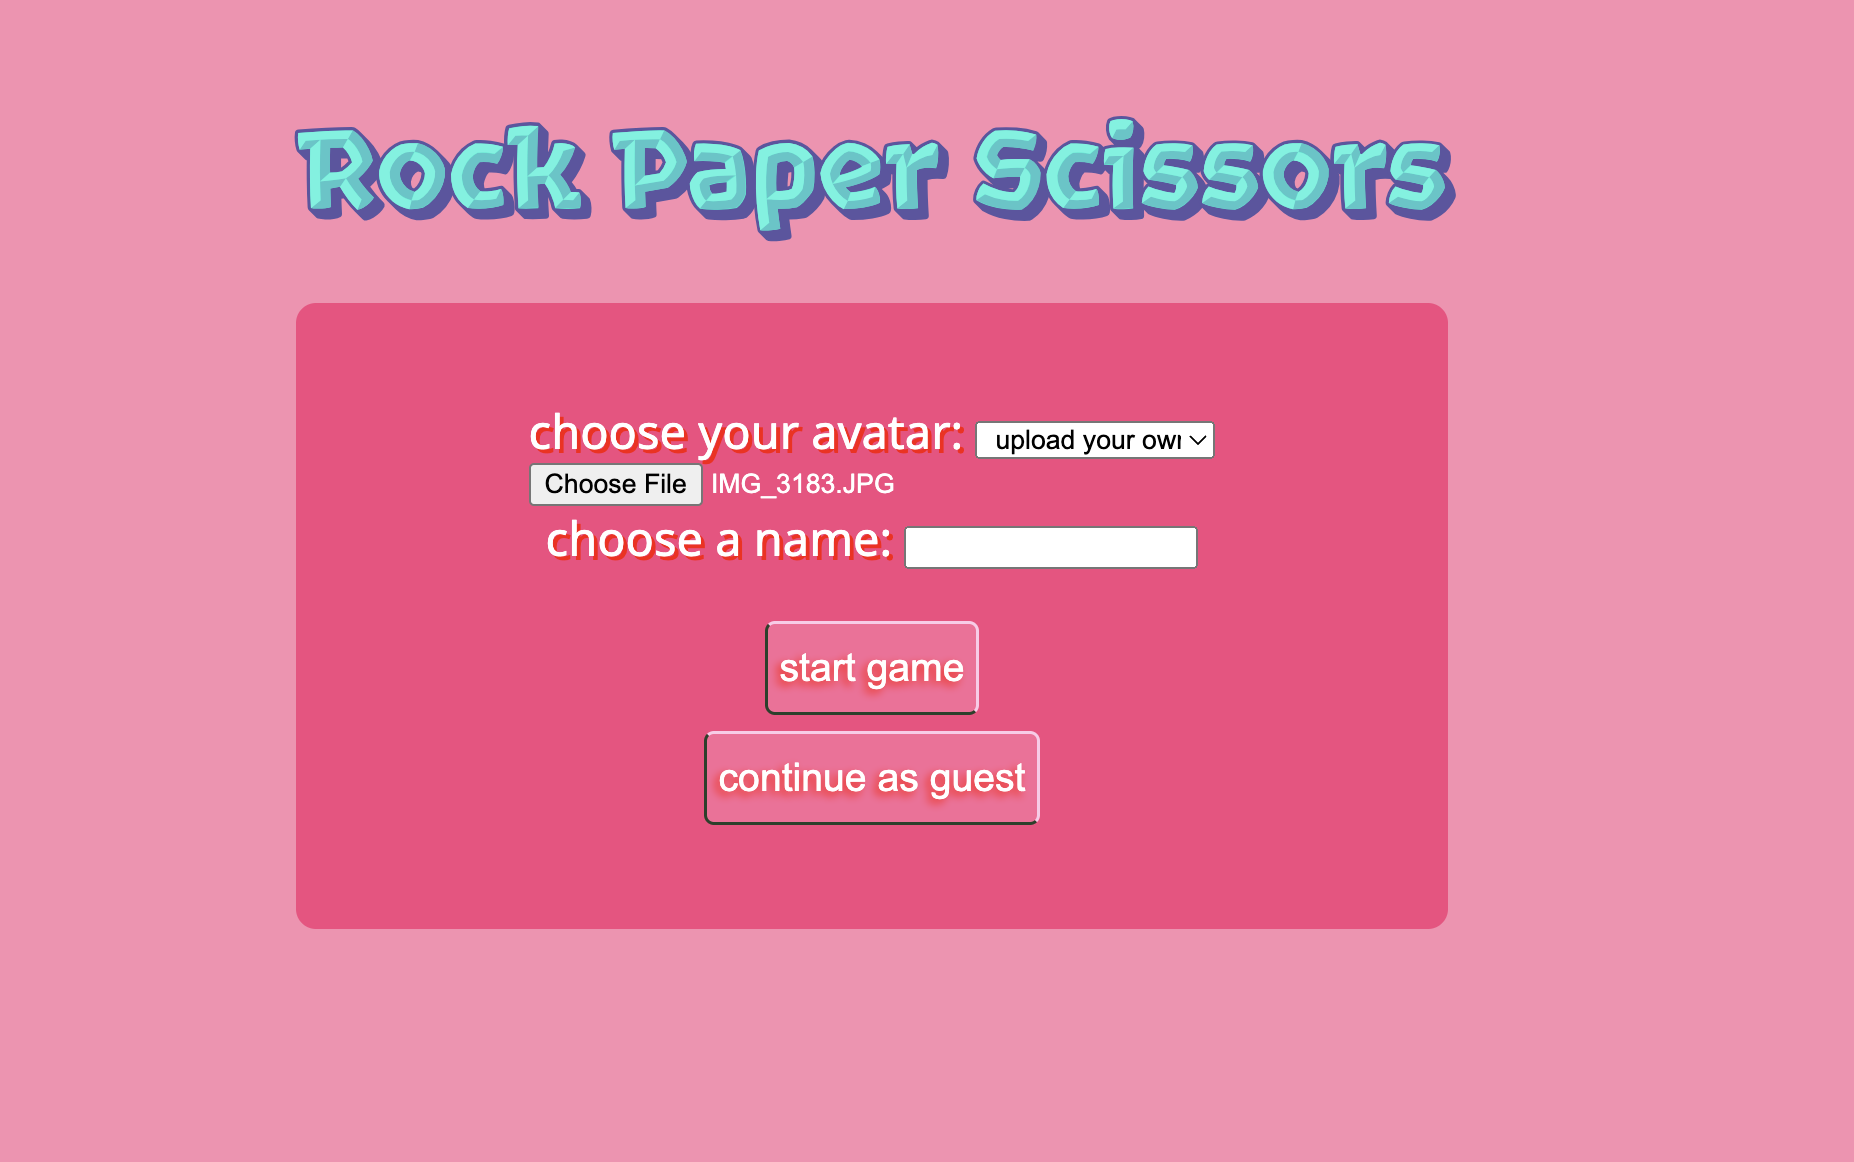 Rock Paper Scissors
choose your avatar: upload your own
Choose File IMG_3183.JPG
choose a name:
start game
continue as guest